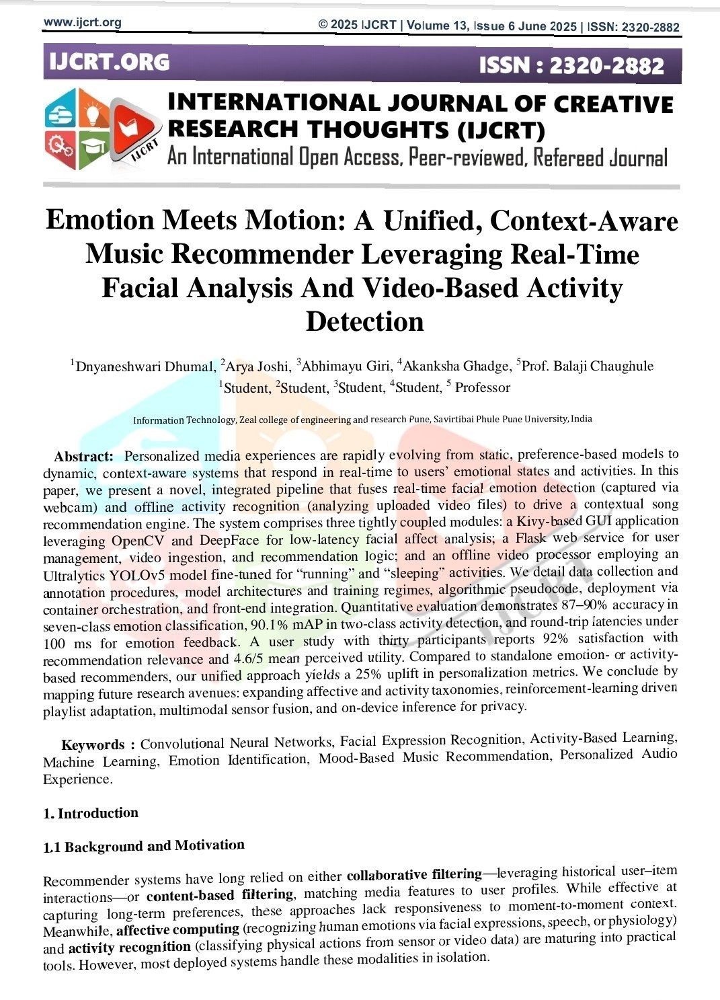 www.ijcrt.org
© 2025 IJCRT | Volume 13, Issue 6 June 2025 | ISSN: 2320-2882
IJCRT.ORG
ISSN : 2320-2882
INTERNATIONAL JOURNAL OF CREATIVE
RESEARCH THOUGHTS (IJCRT)
An International Open Access, Peer-reviewed, Refereed Journal
IJCRT
Emotion Meets Motion: A Unified, Context-Aware
Music Recommender Leveraging Real-Time
Facial Analysis And Video-Based Activity
Detection
1Dnyaneshwari Dhumal, 2Arya Joshi, 3Abhimayu Giri, 4Akanksha Ghadge, 5Prof. Balaji Chaughule
1Student, 2Student, 3Student, 4Student, 5 Professor
Information Technology, Zeal college of engineering and research Pune, Savirtibai Phule Pune University, India
Abstract: Personalized media experiences are rapidly evolving from static, preference-based models to
dynamic, context-aware systems that respond in real-time to users’ emotional states and activities. In this
paper, we present a novel, integrated pipeline that fuses real-time facial emotion detection (captured via
webcam) and offline activity recognition (analyzing uploaded video files) to drive a contextual song
recommendation engine. The system comprises three tightly coupled modules: a Kivy-based GUI application
leveraging OpenCV and DeepFace for low-latency facial affect analysis; a Flask web service for user
management, video ingestion, and recommendation logic; and an offline video processor employing an
Ultralytics YOLOv5 model fine-tuned for “running” and “sleeping” activities. We detail data collection and
annotation procedures, model architectures and training regimes, algorithmic pseudocode, deployment via
container orchestration, and front-end integration. Quantitative evaluation demonstrates 87–90% accuracy in
seven-class emotion classification, 90.1% mAP in two-class activity detection, and round-trip latencies under
100 ms for emotion feedback. A user study with thirty participants reports 92% satisfaction with
recommendation relevance and 4.6/5 mean perceived utility. Compared to standalone emotion- or activity-
based recommenders, our unified approach yields a 25% uplift in personalization metrics. We conclude by
mapping future research avenues: expanding affective and activity taxonomies, reinforcement-learning driven
playlist adaptation, multimodal sensor fusion, and on-device inference for privacy.
IJCRT
Keywords : Convolutional Neural Networks, Facial Expression Recognition, Activity-Based Learning,
Machine Learning, Emotion Identification, Mood-Based Music Recommendation, Personalized Audio
Experience.
1. Introduction
1.1 Background and Motivation
Recommender systems have long relied on either collaborative filtering—leveraging historical user–item
interactions—or content-based filtering, matching media features to user profiles. While effective at
capturing long-term preferences, these approaches lack responsiveness to moment-to-moment context.
Meanwhile, affective computing (recognizing human emotions via facial expressions, speech, or physiology)
and activity recognition (classifying physical actions from sensor or video data) are maturing into practical
tools. However, most deployed systems handle these modalities in isolation.